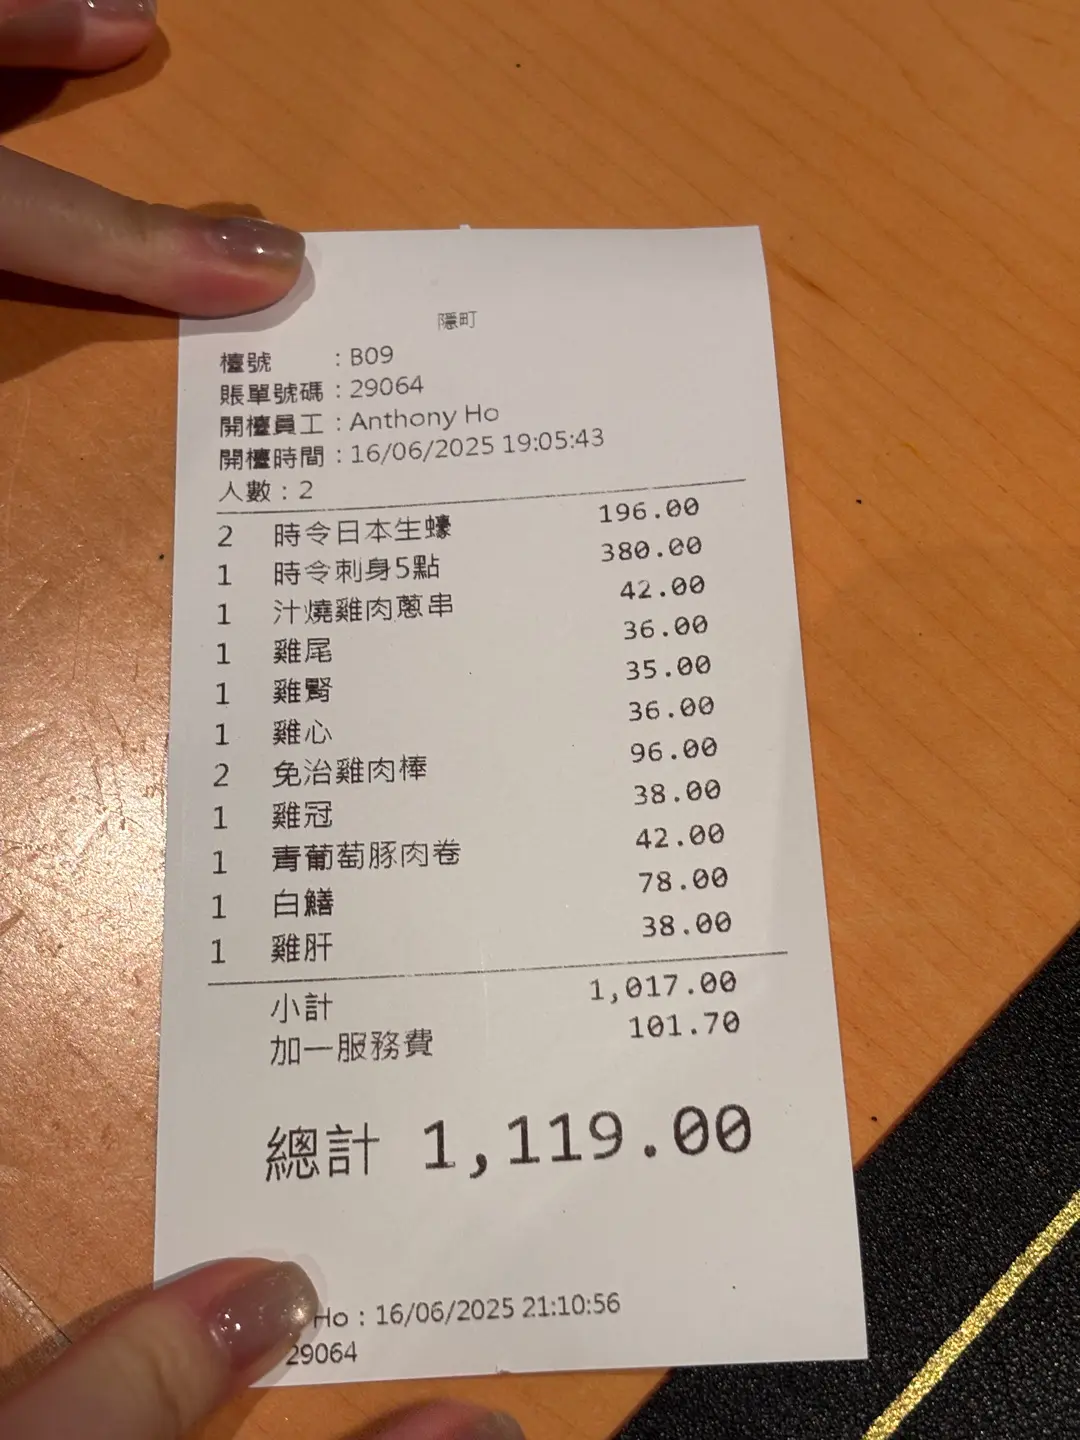 隱町
檯號 : B09
賬單號碼 : 29064
開檯員工 : Anthony Ho
開檯時間 : 16/06/2025 19:05:43
人數 : 2
2 時令日本生蠔 196.00
1 時令刺身5點 380.00
1 汁燒雞肉蔥串 42.00
1 雞尾 36.00
1 雞腎 35.00
1 雞心 36.00
2 免治雞肉棒 96.00
1 雞冠 38.00
1 青葡萄豚肉卷 42.00
1 白鱔 78.00
1 雞肝 38.00
小計 1,017.00
加一服務費 101.70
總計 1,119.00
Ho : 16/06/2025 21:10:56
29064